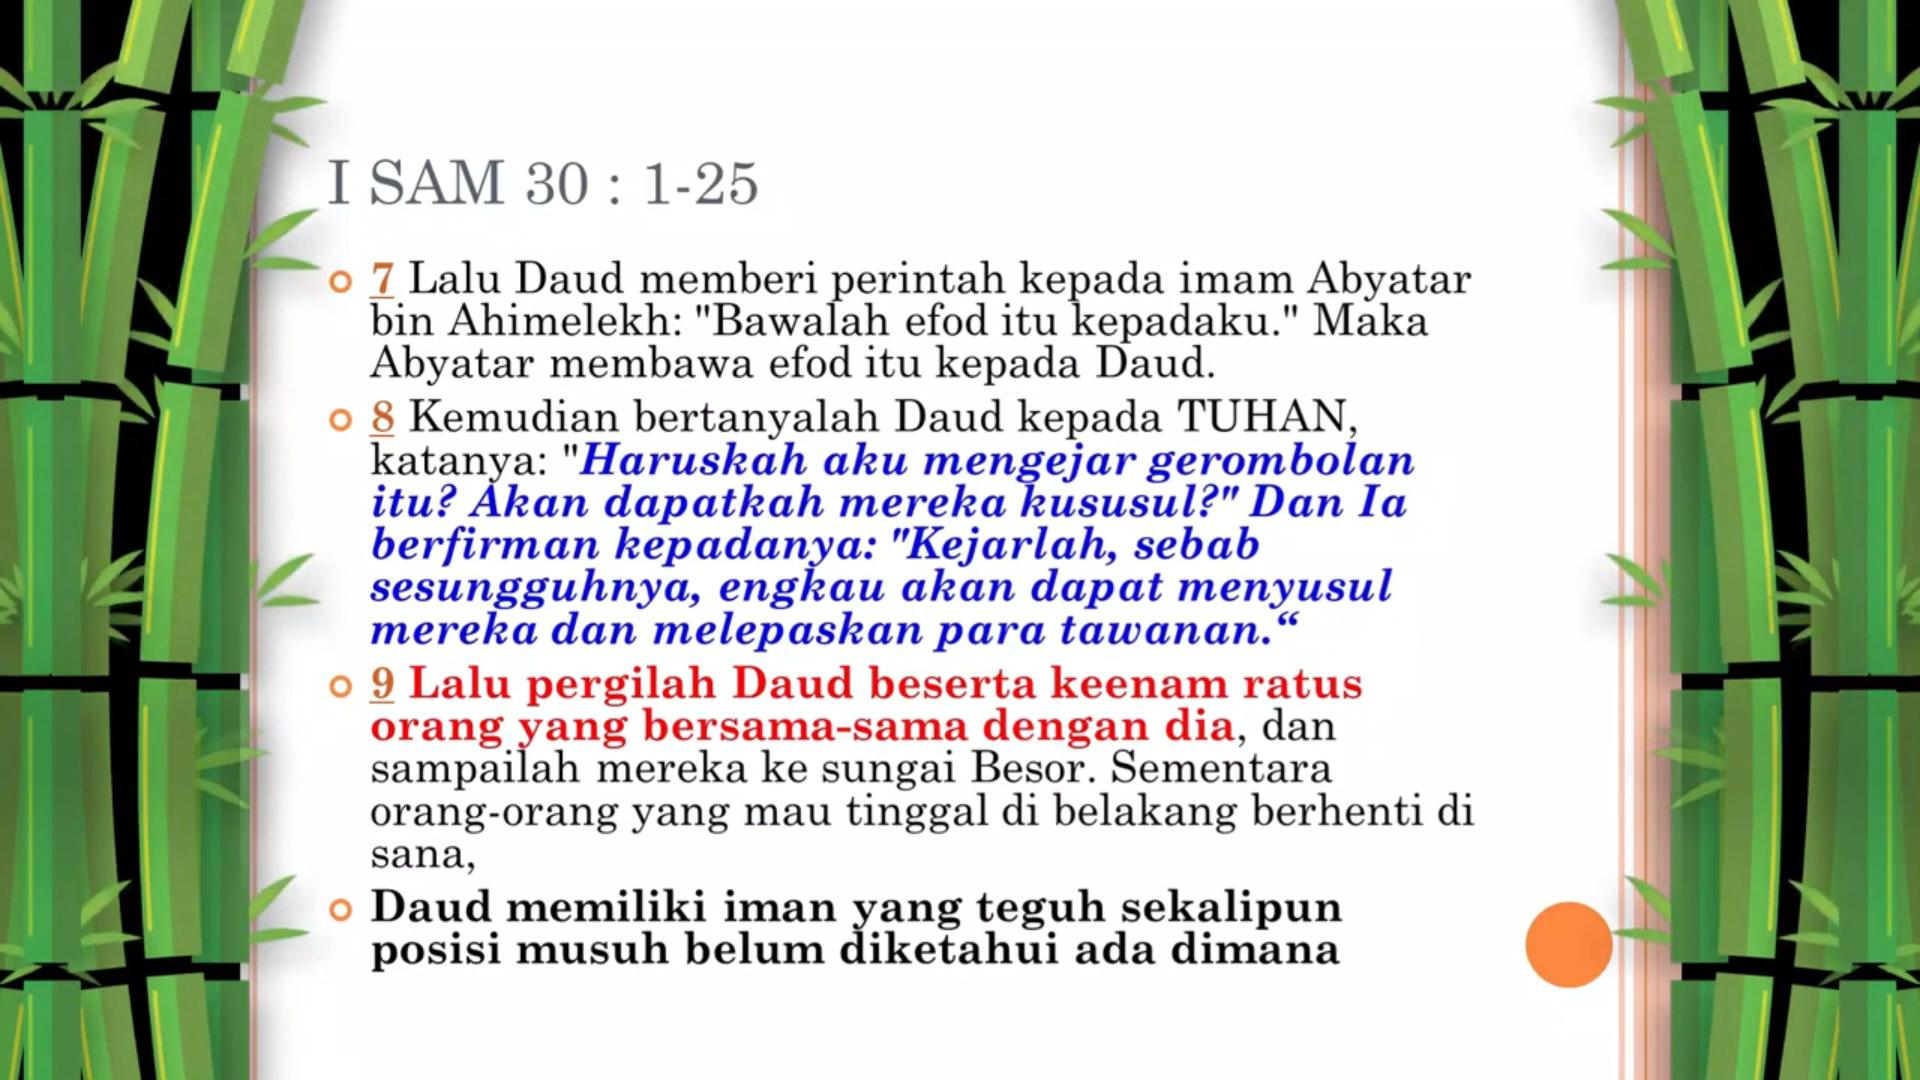 I SAM 30 : 1-25
7 Lalu Daud memberi perintah kepada imam Abyatar
bin Ahimelekh: "Bawalah efod itu kepadaku." Maka
Abyatar membawa efod itu kepada Daud.
8 Kemudian bertanyalah Daud kepada TUHAN,
katanya: "Haruskah aku mengejar gerombolan
itu? Akan dapatkah mereka kususul?" Dan Ia
berfirman kepadanya: "Kejarlah, sebab
sesungguhnya, engkau akan dapat menyusul
mereka dan melepaskan para tawanan.“
9 Lalu pergilah Daud beserta keenam ratus
orang yang bersama-sama dengan dia, dan
sampailah mereka ke sungai Besor. Sementara
orang-orang yang mau tinggal di belakang berhenti di
sana,
Daud memiliki iman yang teguh sekalipun
posisi musuh belum diketahui ada dimana